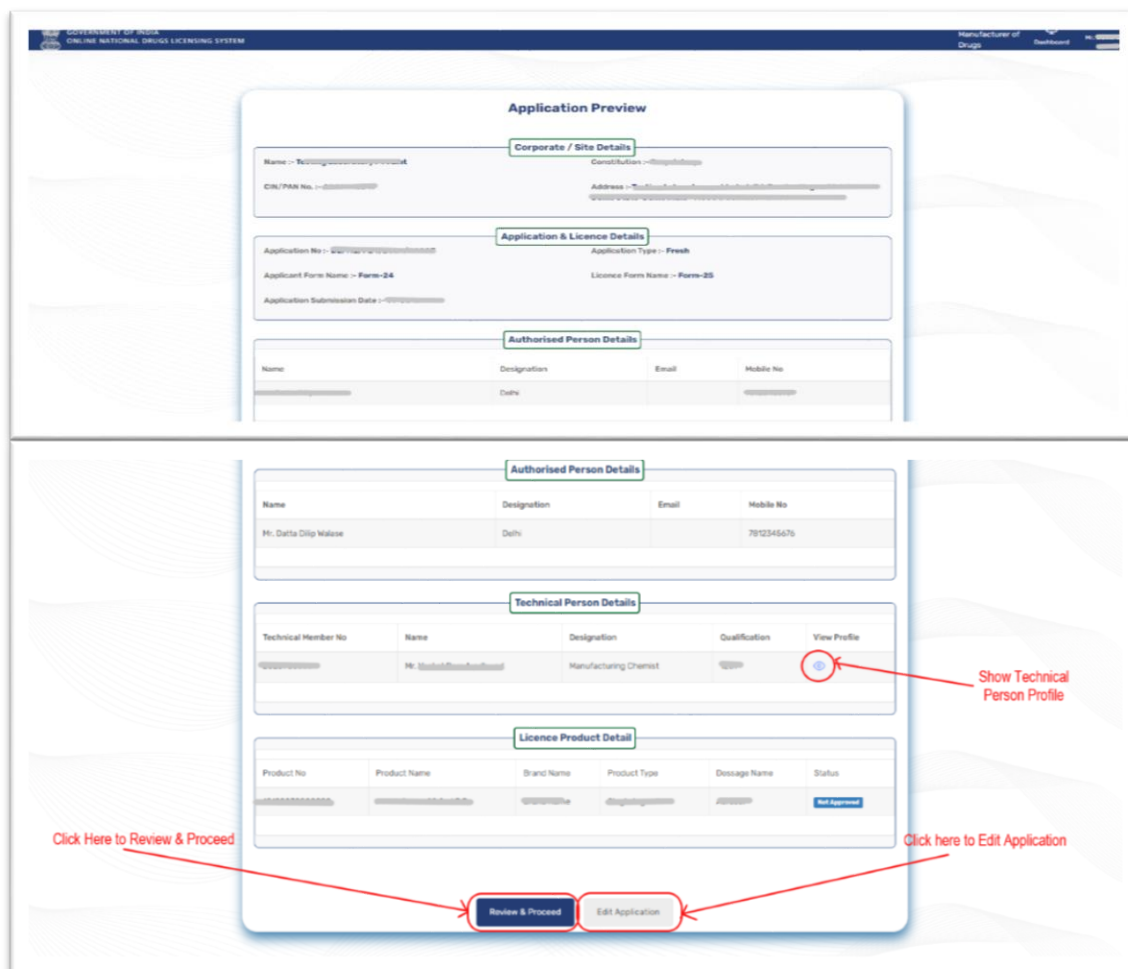 GOVERNMENT OF INDIA
ONLINE NATIONAL DRUGS LICENSING SYSTEM
Manufacturer of
Drugs
Dashboard
Application Preview
Corporate / Site Details
Name :-
Constitution :-
CIN/PAN No. :-
Address :-
Application & Licence Details
Application No :-
Application Type :- Fresh
Applicant Form Name :- Form-24
Licence Form Name :- Form-25
Application Submission Date :-
Authorised Person Details
Name Designation Email Mobile No
Delhi
Authorised Person Details
Name Designation Email Mobile No
Mr. Datta Dilip Walase Delhi 7812345676
Technical Person Details
Technical Member No Name Designation Qualification View Profile
Mr. Manufacturing Chemist
Show Technical
Person Profile
Licence Product Detail
Product No Product Name Brand Name Product Type Dossage Name Status
Not Approved
Click Here to Review & Proceed
Click here to Edit Application
Review & Proceed Edit Application